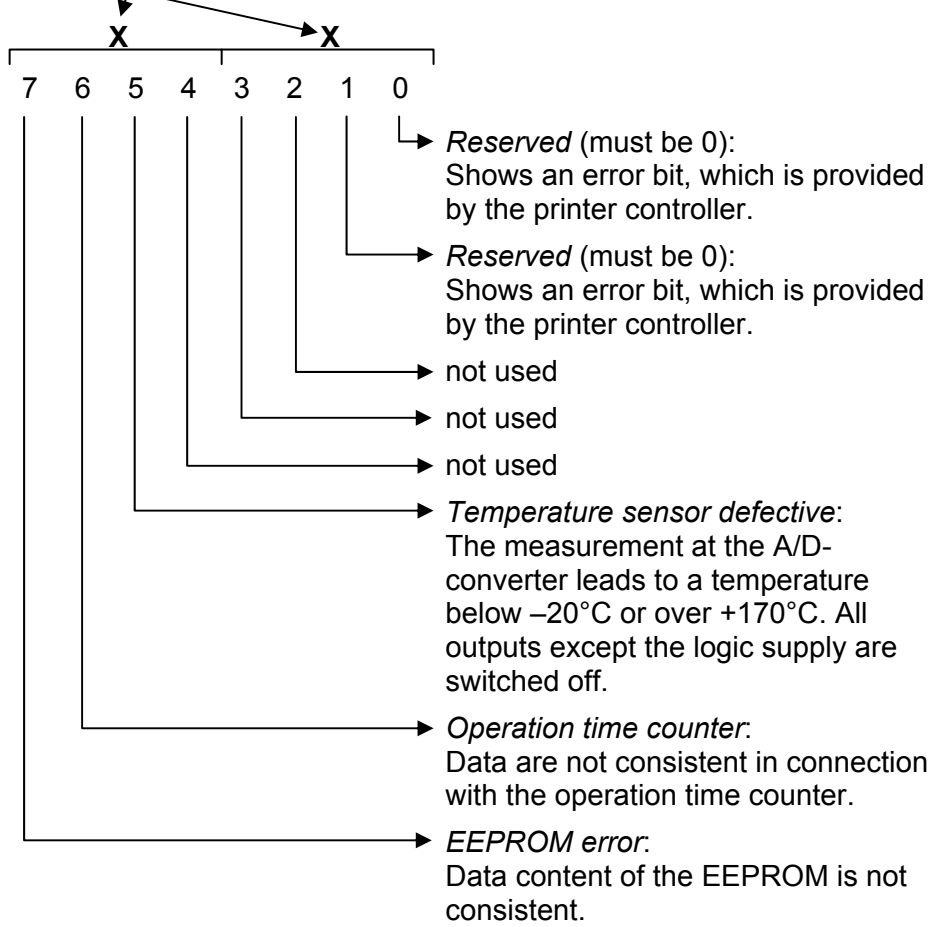 X X
7 6 5 4 3 2 1 0
Reserved (must be 0):
Shows an error bit, which is provided
by the printer controller.
Reserved (must be 0):
Shows an error bit, which is provided
by the printer controller.
not used
not used
not used
Temperature sensor defective:
The measurement at the A/D-
converter leads to a temperature
below –20°C or over +170°C. All
outputs except the logic supply are
switched off.
Operation time counter:
Data are not consistent in connection
with the operation time counter.
EEPROM error:
Data content of the EEPROM is not
consistent.